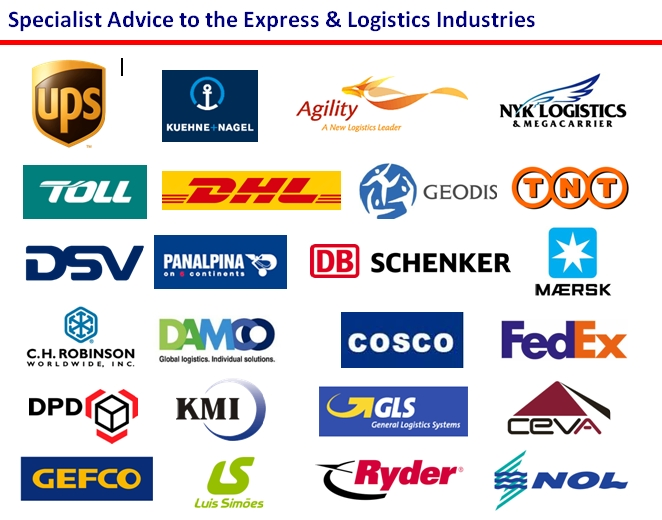 Specialist Advice to the Express & Logistics Industries
ups
TM
KUEHNE+NAGEL
Agility
A New Logistics Leader
NYK LOGISTICS
& MEGACARRIER
TOLL
DHL
GEODIS
TNT
DSV
PANALPINA
on 6 continents
DB SCHENKER
MÆRSK
C.H. ROBINSON
WORLDWIDE, INC.
DAMCO
Global logistics. Individual solutions.
COSCO
FedEx
DPD
KMI
GLS
General Logistics Systems
CEVA
GEFCO
LS
Luis Simões
Ryder®
NOL